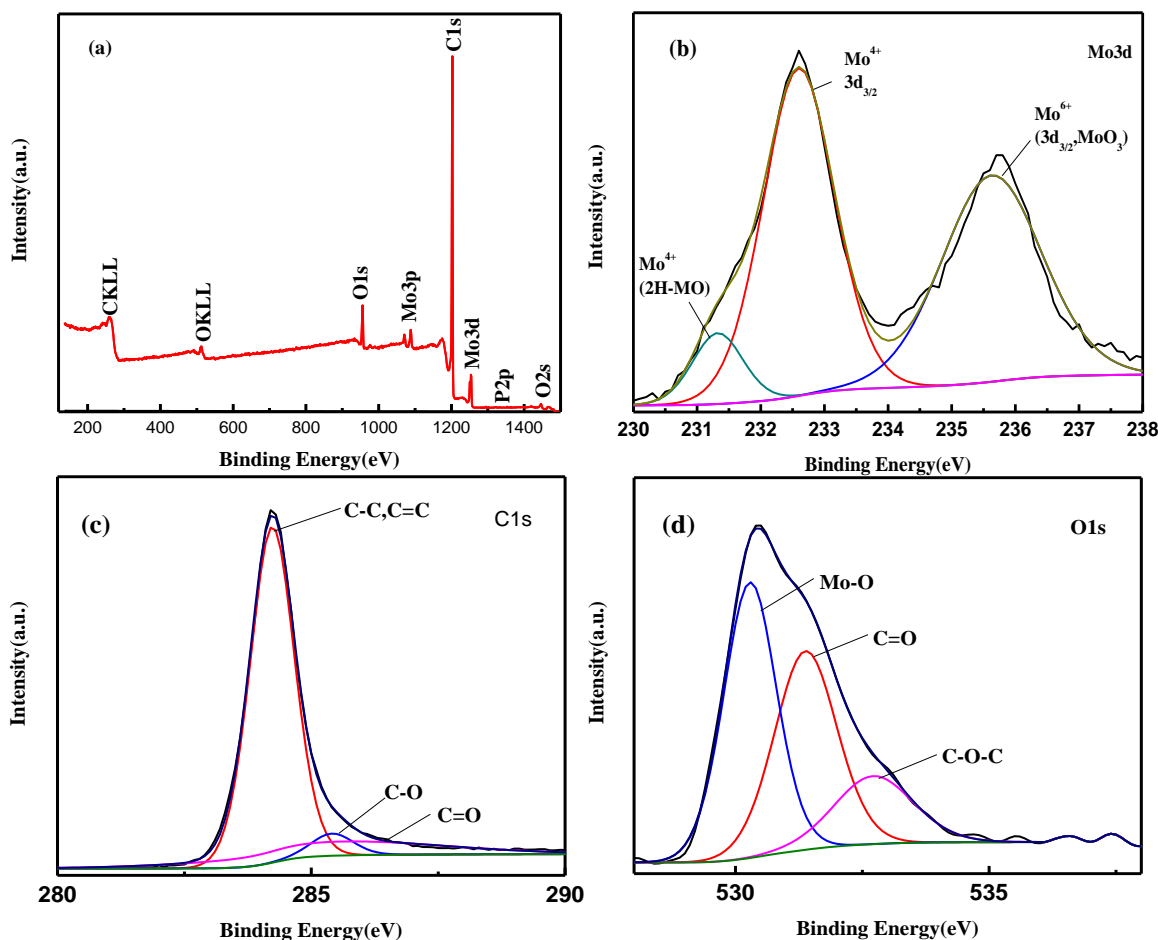 (a)
C1s
CKLL
OKLL
O1s
Mo3p
Mo3d
P2p
O2s
Intensity(a.u.)
200 400 600 800 1000 1200 1400
Binding Energy(eV)
(b)
Mo3d
Mo⁴⁺
3d₃/₂
Mo⁶⁺
(3d₃/₂,MoO₃)
Mo⁴⁺
(2H-MO)
Intensity(a.u.)
230 231 232 233 234 235 236 237 238
Binding Energy(eV)
(c)
C1s
C-C,C=C
C-O
C=O
Intensity(a.u.)
280 285 290
Binding Energy(eV)
(d)
O1s
Mo-O
C=O
C-O-C
Intensity(a.u.)
530 535
Binding Energy(eV)